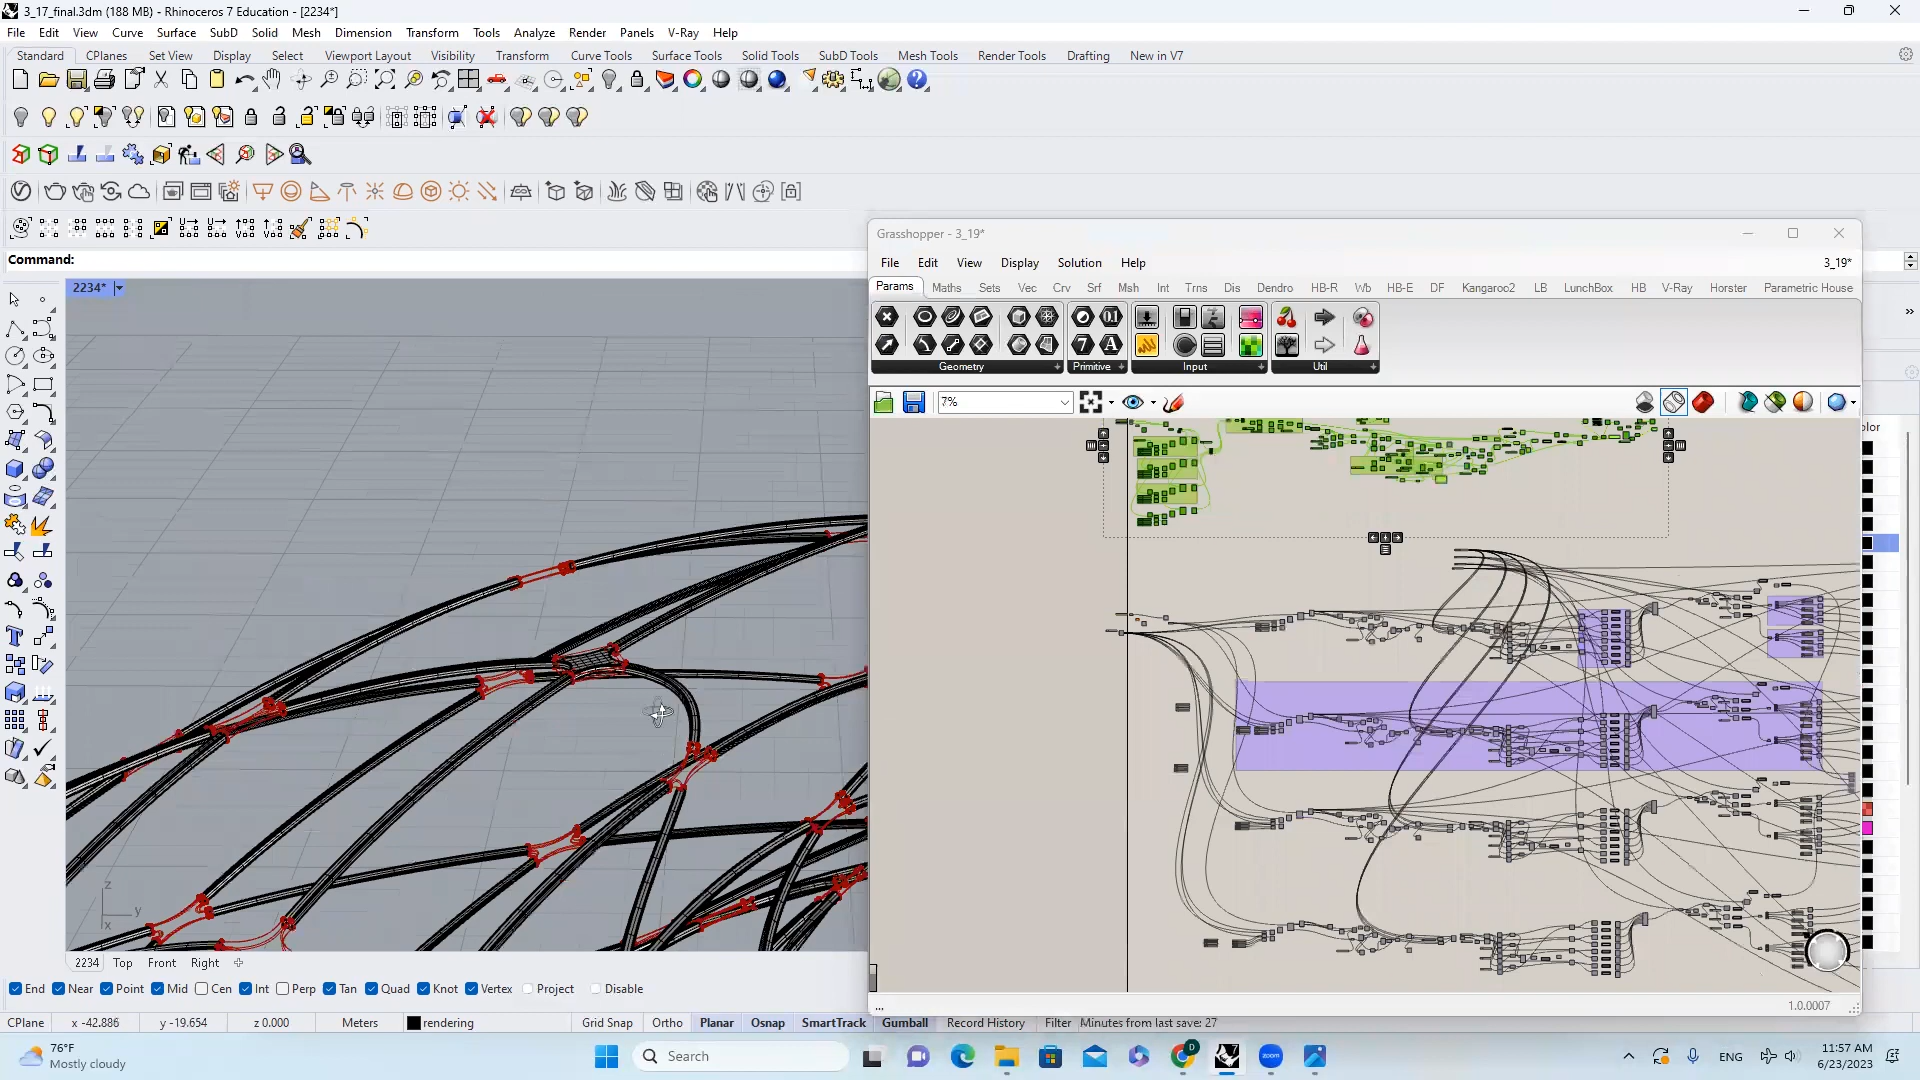 3_17_final.3dm (188 MB) - Rhinoceros 7 Education - [2234*]
File Edit View Curve Surface SubD Solid Mesh Dimension Transform Tools Analyze Render Panels V-Ray Help
Standard CPlanes Set View Display Select Viewport Layout Visibility Transform Curve Tools Surface Tools Solid Tools SubD Tools Mesh Tools Render Tools Drafting New in V7
Command:
2234*
Grasshopper - 3_19*
File Edit View Display Solution Help 3_19*
Params Maths Sets Vec Crv Srf Msh Int Trns Dis Dendro HB-R Wb HB-E DF Kangaroo2 LB LunchBox HB V-Ray Horster Parametric House
Geometry Primitive Input Util
7%
olor
z
y
x
2234 Top Front Right
...
1.0.0007
End Near Point Mid Cen Int Perp Tan Quad Knot Vertex Project Disable
CPlane x -42.886 y -19.654 z 0.000 Meters rendering Grid Snap Ortho Planar Osnap SmartTrack Gumball Record History Filter Minutes from last save: 27
76°F
Mostly cloudy
Search
ENG
11:57 AM
6/23/2023